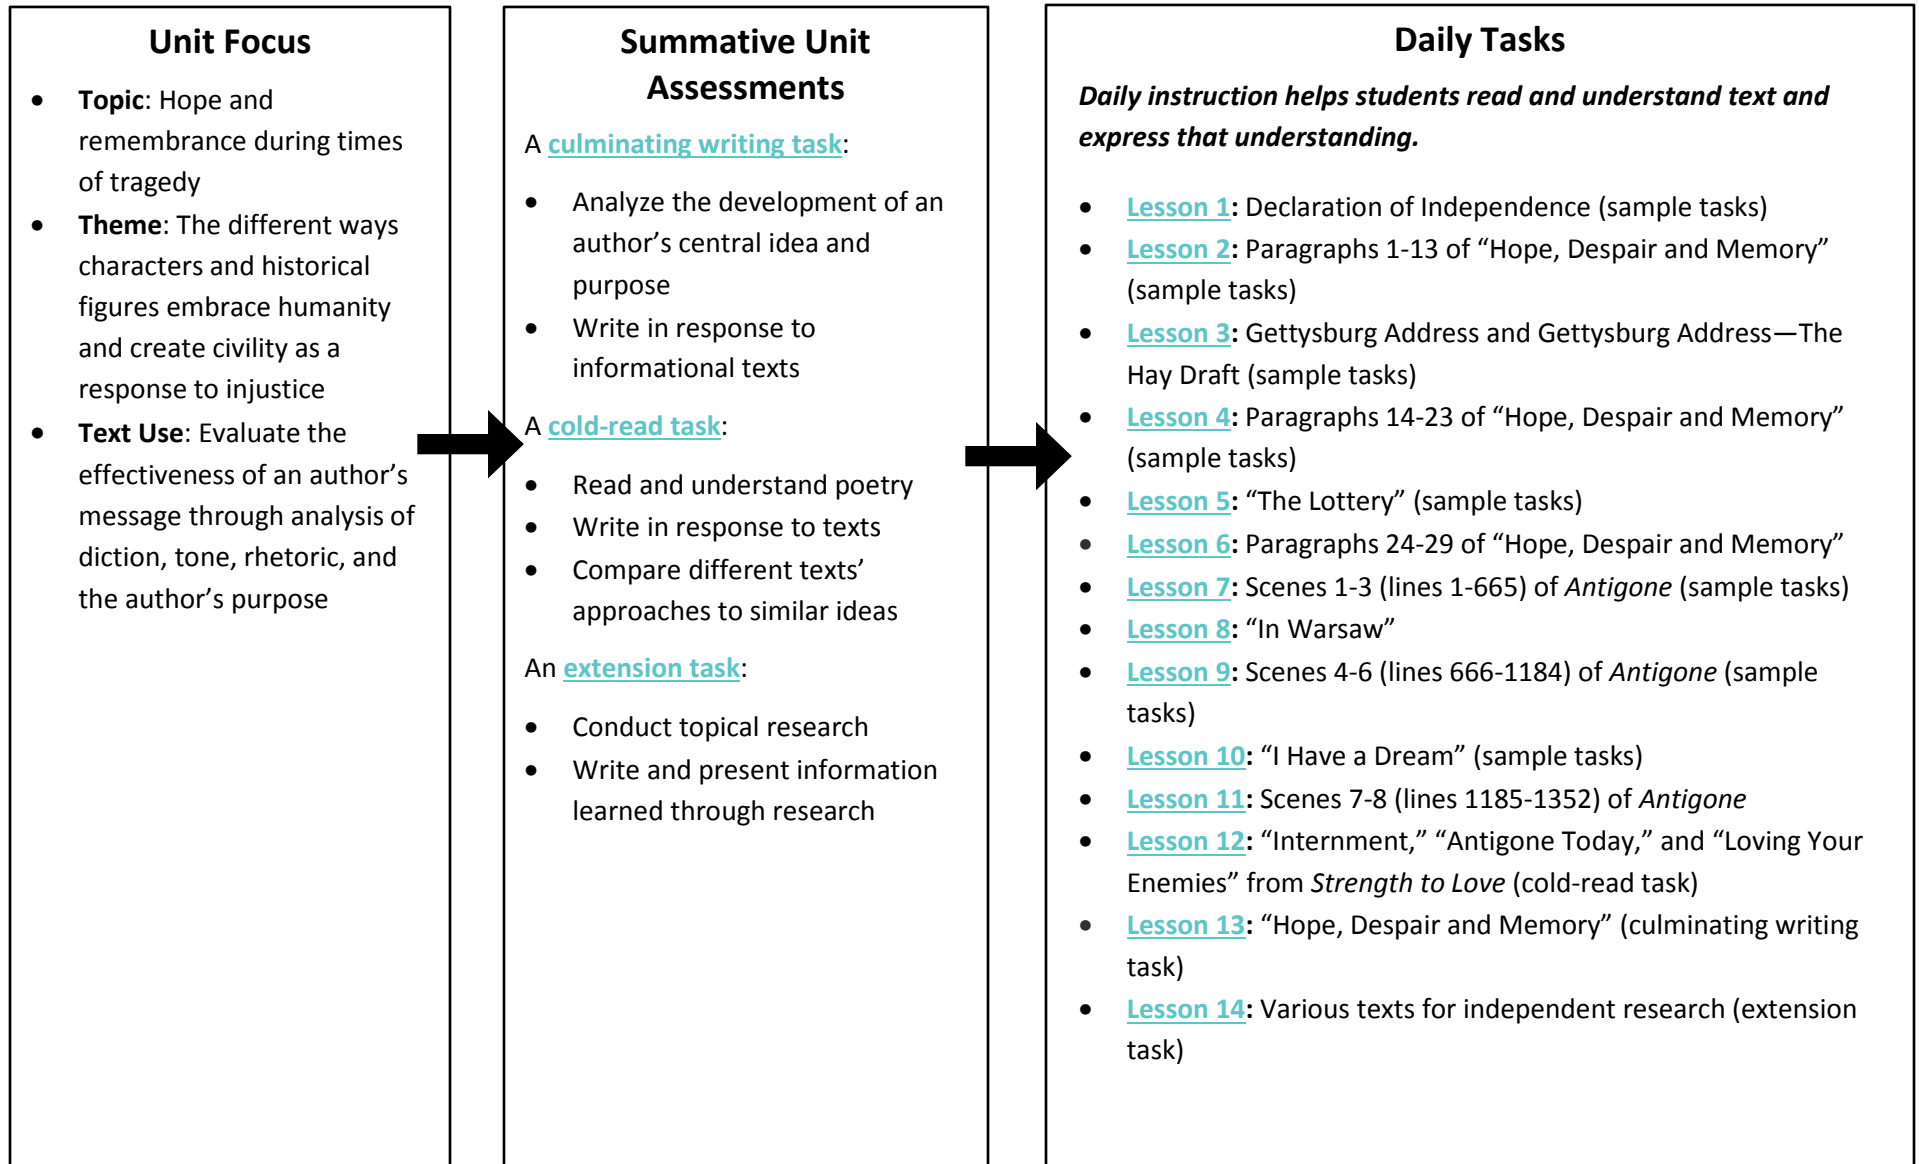 Unit Focus
• Topic: Hope and
remembrance during times
of tragedy
• Theme: The different ways
characters and historical
figures embrace humanity
and create civility as a
response to injustice
• Text Use: Evaluate the
effectiveness of an author’s
message through analysis of
diction, tone, rhetoric, and
the author’s purpose
Summative Unit
Assessments
A culminating writing task:
• Analyze the development of an
author’s central idea and
purpose
• Write in response to
informational texts
A cold-read task:
• Read and understand poetry
• Write in response to texts
• Compare different texts’
approaches to similar ideas
An extension task:
• Conduct topical research
• Write and present information
learned through research
Daily Tasks
Daily instruction helps students read and understand text and
express that understanding.
• Lesson 1: Declaration of Independence (sample tasks)
• Lesson 2: Paragraphs 1-13 of “Hope, Despair and Memory”
(sample tasks)
• Lesson 3: Gettysburg Address and Gettysburg Address—The
Hay Draft (sample tasks)
• Lesson 4: Paragraphs 14-23 of “Hope, Despair and Memory”
(sample tasks)
• Lesson 5: “The Lottery” (sample tasks)
• Lesson 6: Paragraphs 24-29 of “Hope, Despair and Memory”
• Lesson 7: Scenes 1-3 (lines 1-665) of Antigone (sample tasks)
• Lesson 8: “In Warsaw”
• Lesson 9: Scenes 4-6 (lines 666-1184) of Antigone (sample
tasks)
• Lesson 10: “I Have a Dream” (sample tasks)
• Lesson 11: Scenes 7-8 (lines 1185-1352) of Antigone
• Lesson 12: “Internment,” “Antigone Today,” and “Loving Your
Enemies” from Strength to Love (cold-read task)
• Lesson 13: “Hope, Despair and Memory” (culminating writing
task)
• Lesson 14: Various texts for independent research (extension
task)